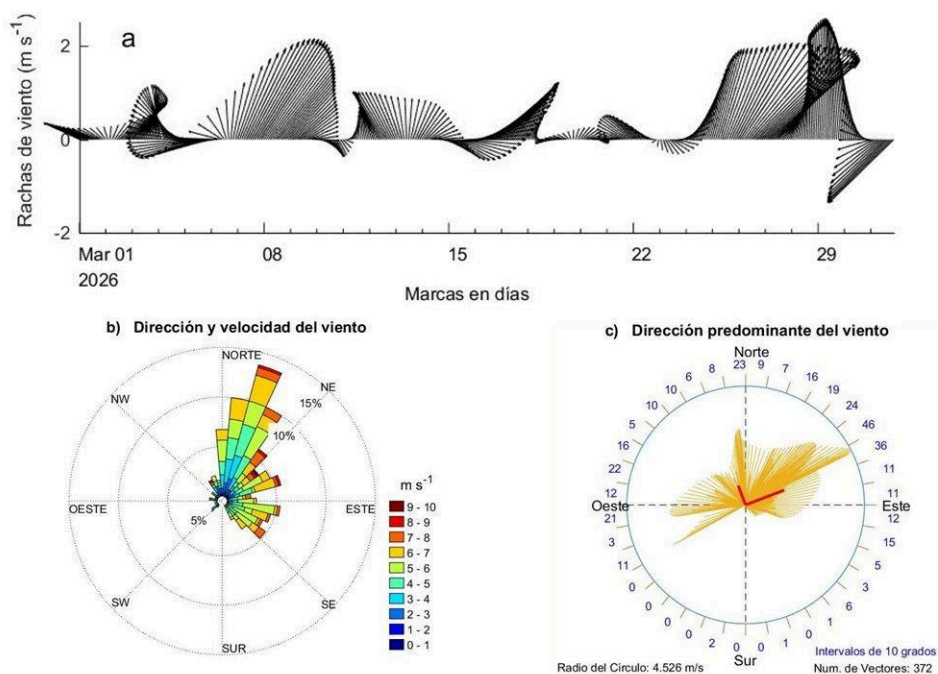 a
Rachas de viento (m s⁻¹)
2
0
-2
Mar 01
08
15
22
29
2026
Marcas en días
b) Dirección y velocidad del viento
NORTE
NW
NE
15%
10%
5%
OESTE
ESTE
SW
SE
SUR
m s⁻¹
9 - 10
8 - 9
7 - 8
6 - 7
5 - 6
4 - 5
3 - 4
2 - 3
1 - 2
0 - 1
c) Dirección predominante del viento
Norte
23 9
8 7
6 16
10 19
10 24
5 46
5 36
16 11
22 12
12 11
Oeste Este
21 12
3 15
11 5
0 3
0 6
0 1
0 0
2 0 0 1
Sur
Intervalos de 10 grados
Radio del Circulo: 4.526 m/s
Num. de Vectores: 372